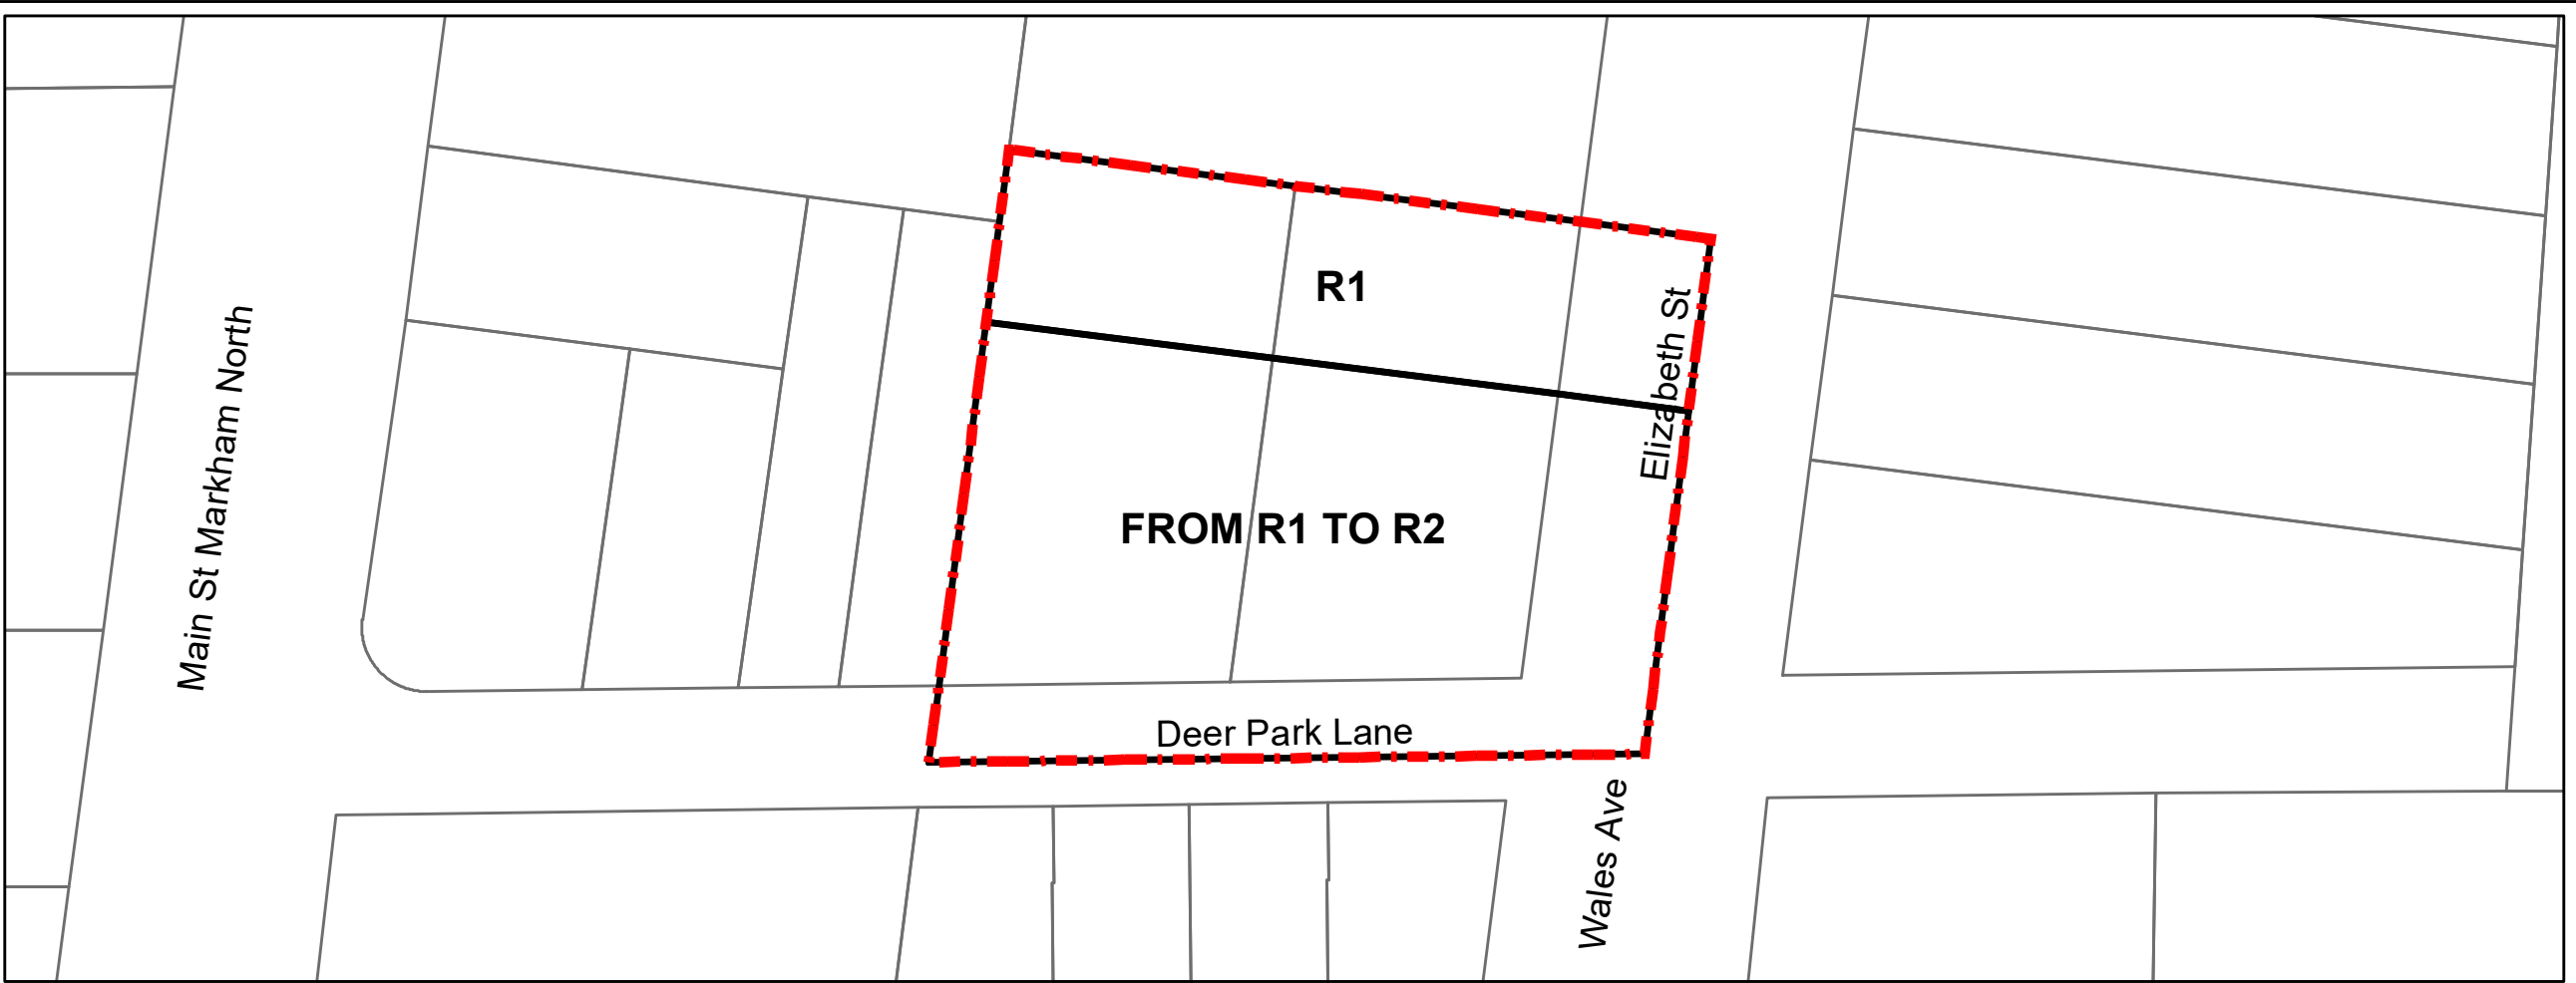 R1
Elizabeth St
Main St Markham North
FROM R1 TO R2
Deer Park Lane
Wales Ave